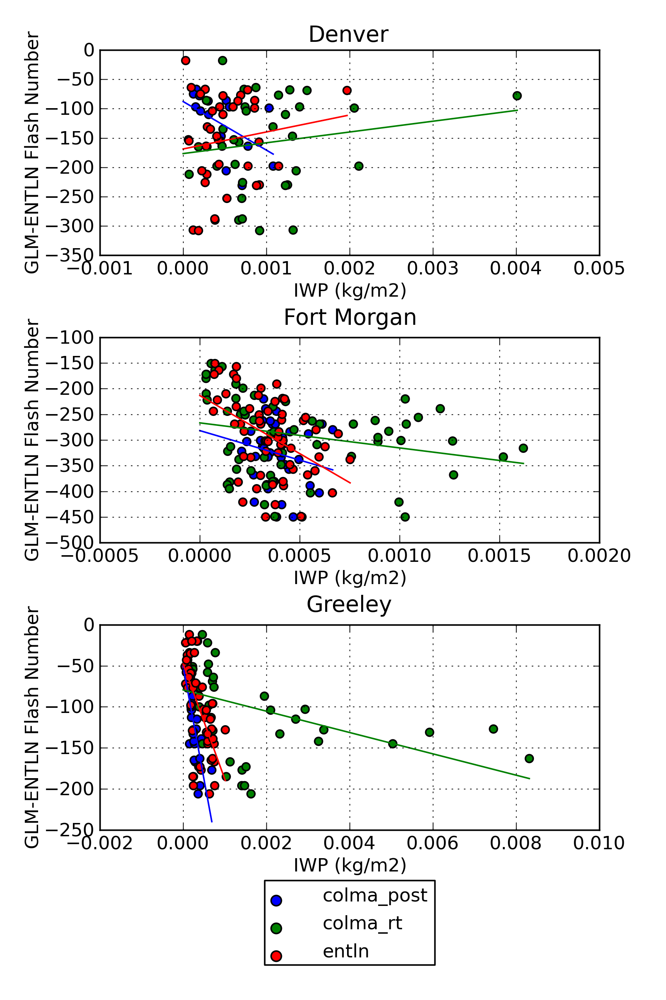 Denver
GLM-ENTLN Flash Number
0
−50
−100
−150
−200
−250
−300
−350
−0.001 0.000 0.001 0.002 0.003 0.004 0.005
IWP (kg/m2)
Fort Morgan
GLM-ENTLN Flash Number
−100
−150
−200
−250
−300
−350
−400
−450
−500
−0.0005 0.0000 0.0005 0.0010 0.0015 0.0020
IWP (kg/m2)
Greeley
GLM-ENTLN Flash Number
0
−50
−100
−150
−200
−250
−0.002 0.000 0.002 0.004 0.006 0.008 0.010
IWP (kg/m2)
colma_post
colma_rt
entln